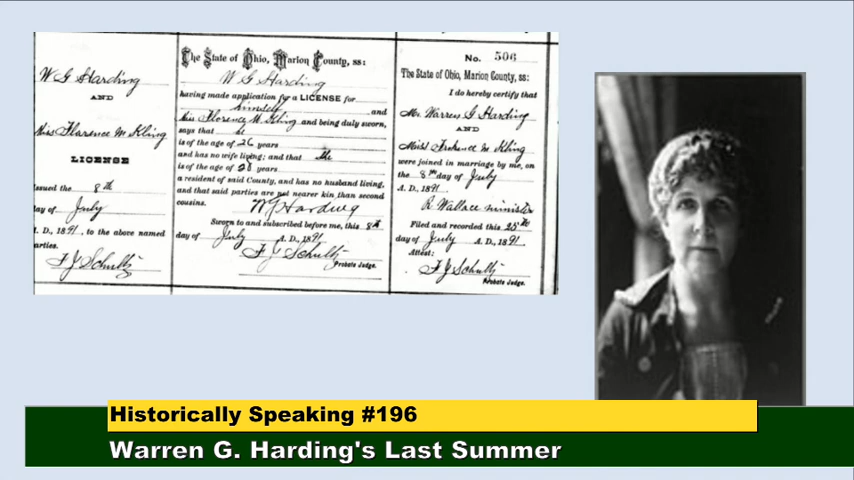 W G Harding
AND
Miss Florence M Kling
LICENSE
ssued the 8th
lay of July
. D., 1891, to the above named
arties.
F J Schultz
The State of Ohio, Marion County, ss:
W G Harding
having made application for a LICENSE for
himself and
Miss Florence M. Kling and being duly sworn,
says that he
is of the age of 26 years
and has no wife living; and that she
is of the age of 28 years
a resident of said County, and has no husband living,
and that said parties are not nearer kin than second
cousins.
W G Harding
Sworn to and subscribed before me, this 8th
day of July A. D., 1891
F J Schultz
Probate Judge.
No. 506
The State of Ohio, Marion County, ss:
I do hereby certify that
Mr. Warren G Harding
AND
Miss Florence M Kling
were joined in marriage by me, on
the 8th day of July
A. D., 1891
R Wallace minister
Filed and recorded this 25th
day of July A. D., 1891
Attest:
F J Schultz
Probate Judge.
Historically Speaking #196
Warren G. Harding's Last Summer